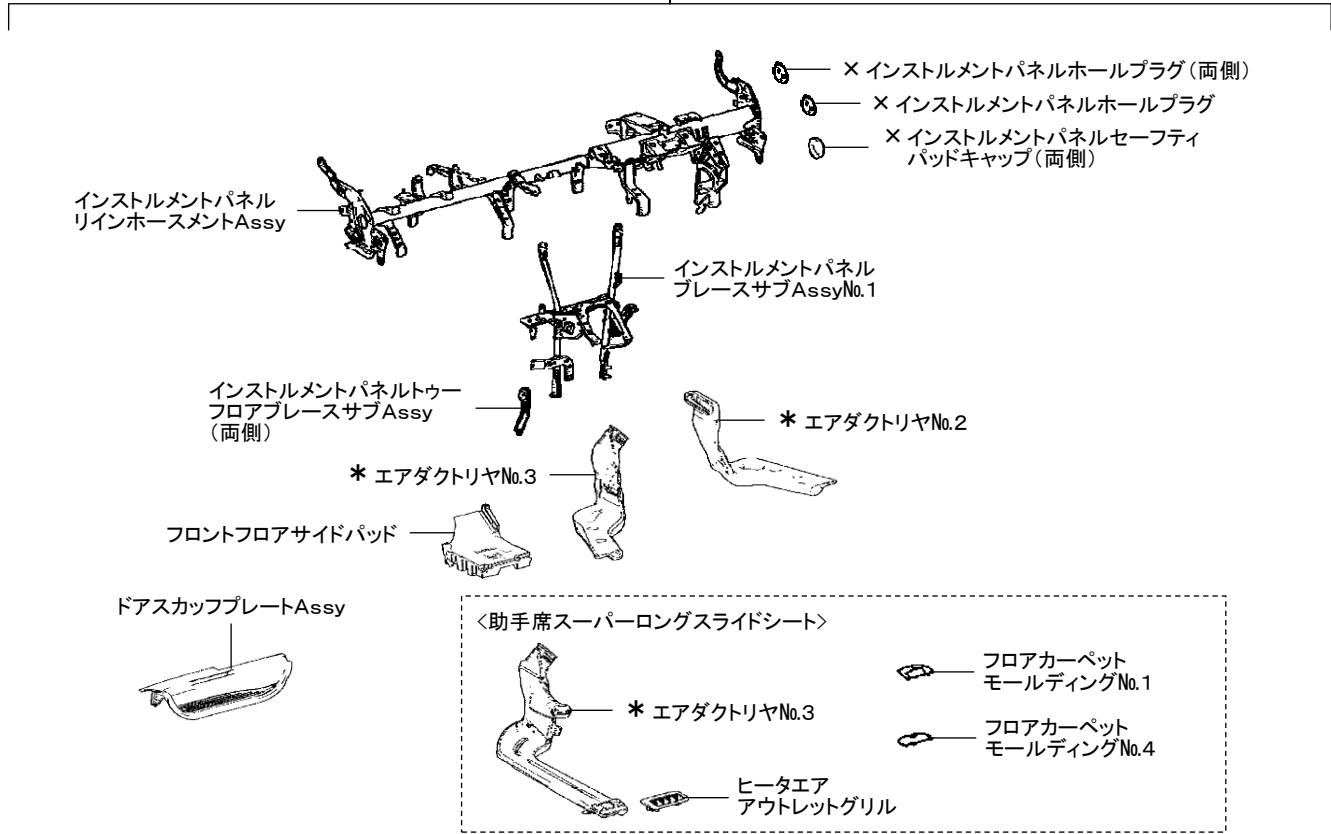 × インストルメントパネルホールプラグ(両側)
× インストルメントパネルホールプラグ
× インストルメントパネルセーフティ
パッドキャップ(両側)
インストルメントパネル
リインホースメントAssy
インストルメントパネル
ブレースサブAssy№1
インストルメントパネルトゥー
フロアブレースサブAssy
(両側)
* エアダクトリヤ№2
* エアダクトリヤ№3
フロントフロアサイドパッド
ドアスカッフプレートAssy
<助手席スーパーロングスライドシート>
フロアカーペット
モールディング№1
* エアダクトリヤ№3
フロアカーペット
モールディング№4
ヒータエア
アウトレットグリル